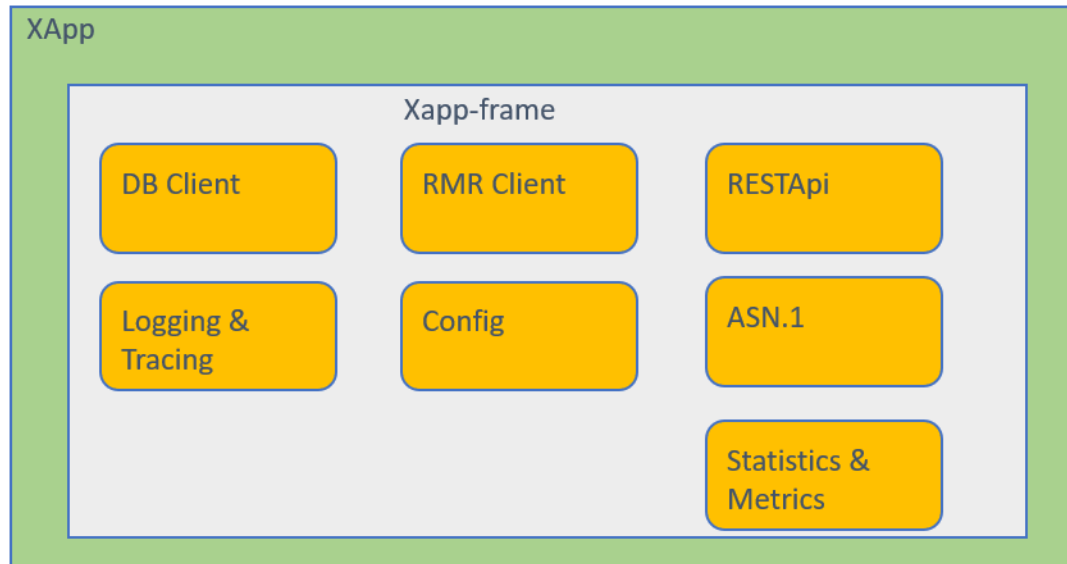 XApp
Xapp-frame
DB Client
RMR Client
RESTApi
Logging &
Tracing
Config
ASN.1
Statistics &
Metrics